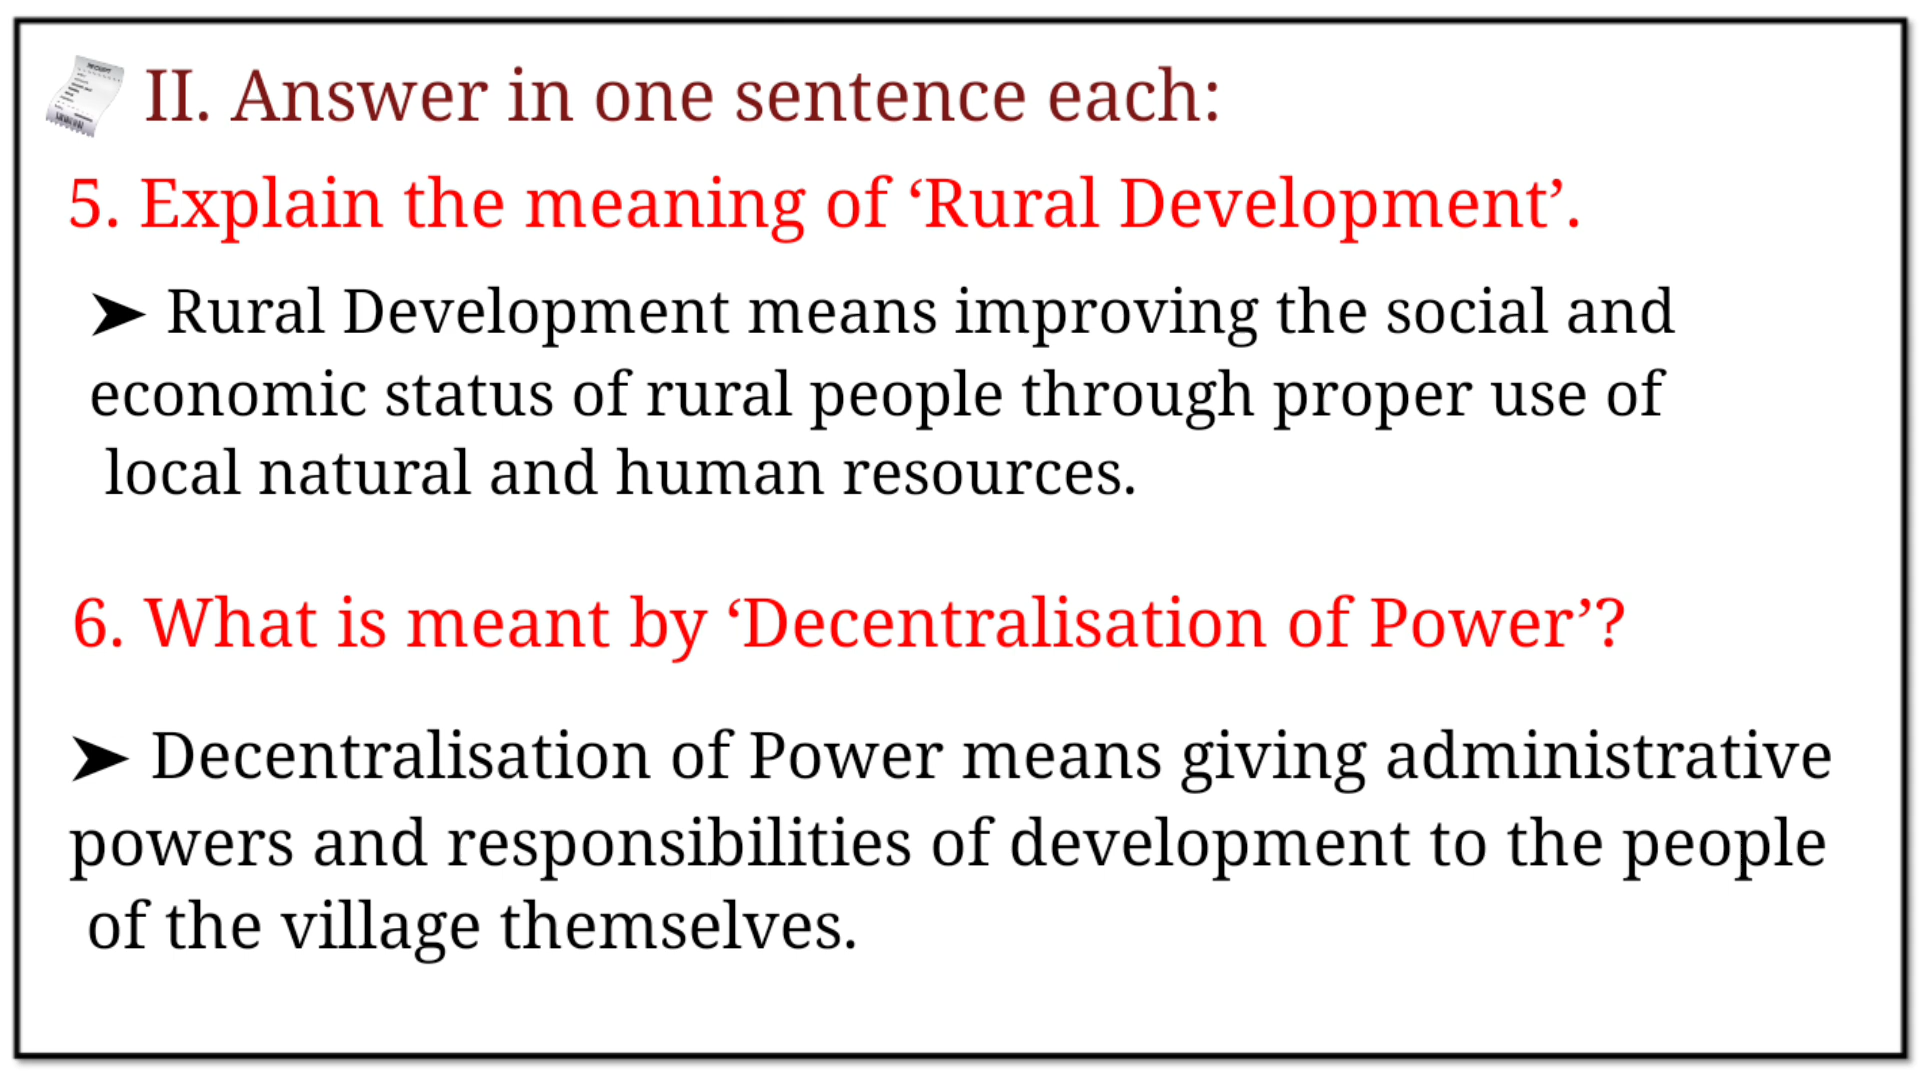 II. Answer in one sentence each:
5. Explain the meaning of ‘Rural Development’.
➤ Rural Development means improving the social and
economic status of rural people through proper use of
local natural and human resources.
6. What is meant by ‘Decentralisation of Power’?
➤ Decentralisation of Power means giving administrative
powers and responsibilities of development to the people
of the village themselves.